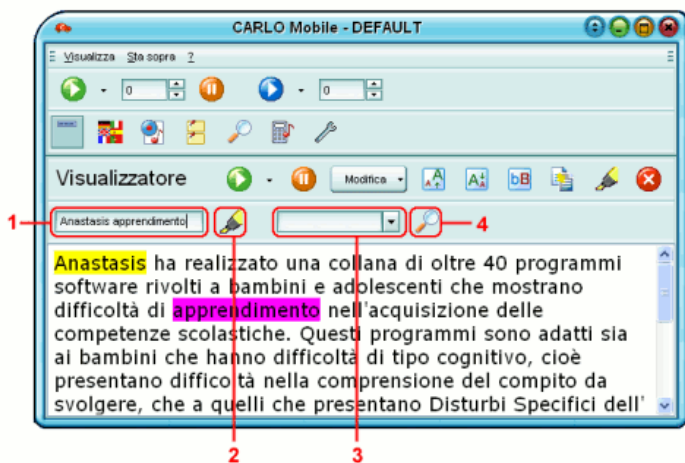 CARLO Mobile - DEFAULT
Visualizza Sta sopra ?
0 0
Visualizzatore Modifica
1 Anastasis apprendimento 4
Anastasis ha realizzato una collana di oltre 40 programmi
software rivolti a bambini e adolescenti che mostrano
difficoltà di apprendimento nell'acquisizione delle
competenze scolastiche. Questi programmi sono adatti sia
ai bambini che hanno difficoltà di tipo cognitivo, cioè
presentano diffico tà nella comprensione del compito da
svolgere, che a quelli che presentano Disturbi Specifici dell'
2 3